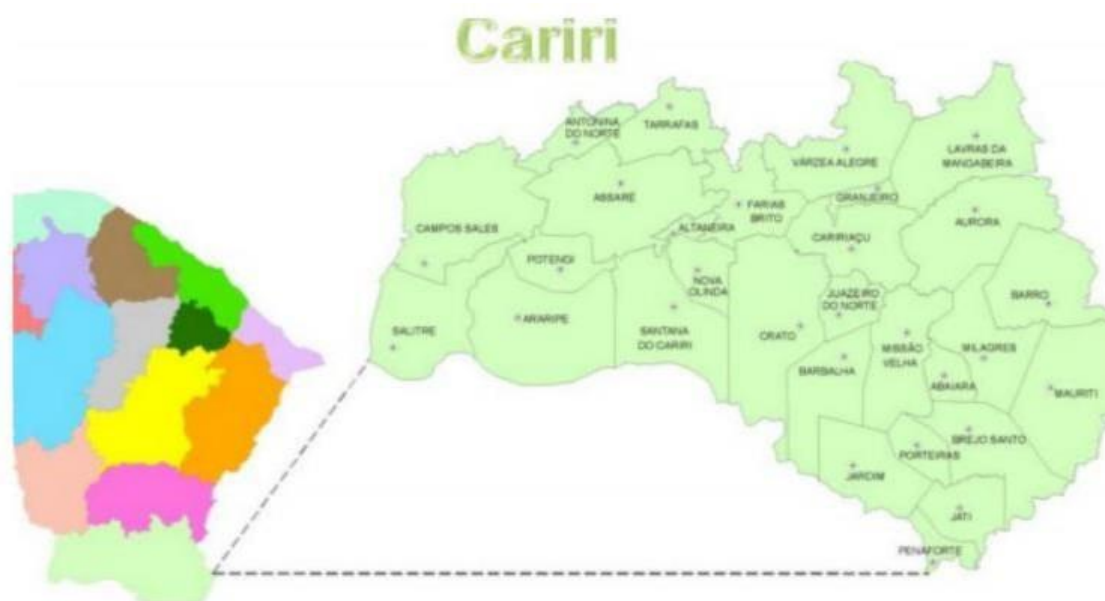 Cariri
ANTONINA
DO NORTE
TARRAFAS
VÁRZEA ALEGRE
LAVRAS DA
MANGABEIRA
ASSARÉ
GRANJEIRO
CAMPOS SALES
ALTANEIRA
FARIAS
BRITO
AURORA
CARIRIAÇU
POTENGI
NOVA
OLINDA
JUAZEIRO
DO NORTE
BARRO
SALITRE
ARARIPE
SANTANA
DO CARIRI
CRATO
MISSÃO
VELHA
MILAGRES
BARBALHA
ABAIARA
MAURITI
BREJO SANTO
PORTEIRAS
JARDIM
JATI
PENAFORTE